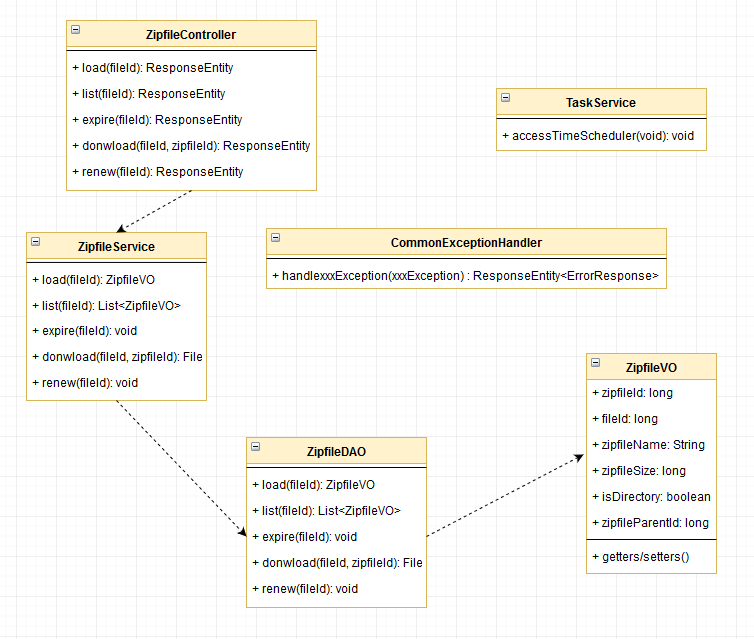 ZipfileController
+ load(fileId): ResponseEntity
+ list(fileId): ResponseEntity
+ expire(fileId): ResponseEntity
+ donwload(fileId, zipfileId): ResponseEntity
+ renew(fileId): ResponseEntity
TaskService
+ accessTimeScheduler(void): void
ZipfileService
+ load(fileId): ZipfileVO
+ list(fileId): List<ZipfileVO>
+ expire(fileId): void
+ donwload(fileId, zipfileId): File
+ renew(fileId): void
CommonExceptionHandler
+ handlexxxException(xxxException) : ResponseEntity<ErrorResponse>
ZipfileDAO
+ load(fileId): ZipfileVO
+ list(fileId): List<ZipfileVO>
+ expire(fileId): void
+ donwload(fileId, zipfileId): File
+ renew(fileId): void
ZipfileVO
+ zipfileId: long
+ fileId: long
+ zipfileName: String
+ zipfileSize: long
+ isDirectory: boolean
+ zipfileParentId: long
+ getters/setters()